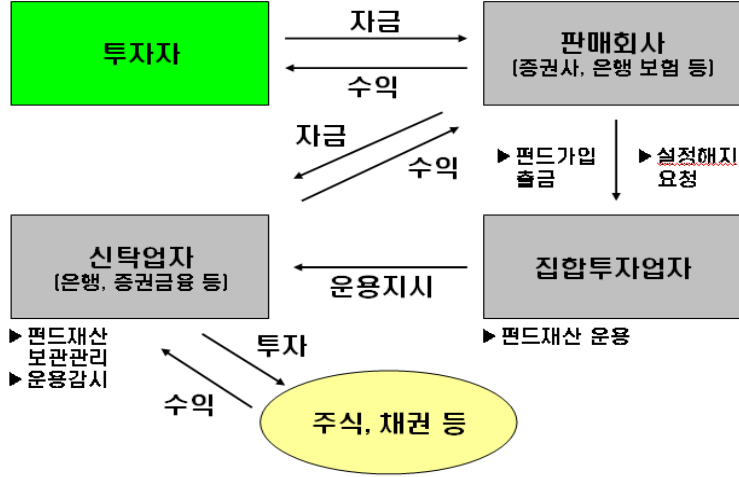 투자자
자금
수익
판매회사
(증권사, 은행 보험 등)
자금
수익
▶ 펀드가입
출금
▶ 설정해지
요청
신탁업자
(은행, 증권금융 등)
운용지시
집합투자업자
▶ 펀드재산
보관관리
▶ 운용감시
▶ 펀드재산 운용
투자
수익
주식, 채권 등